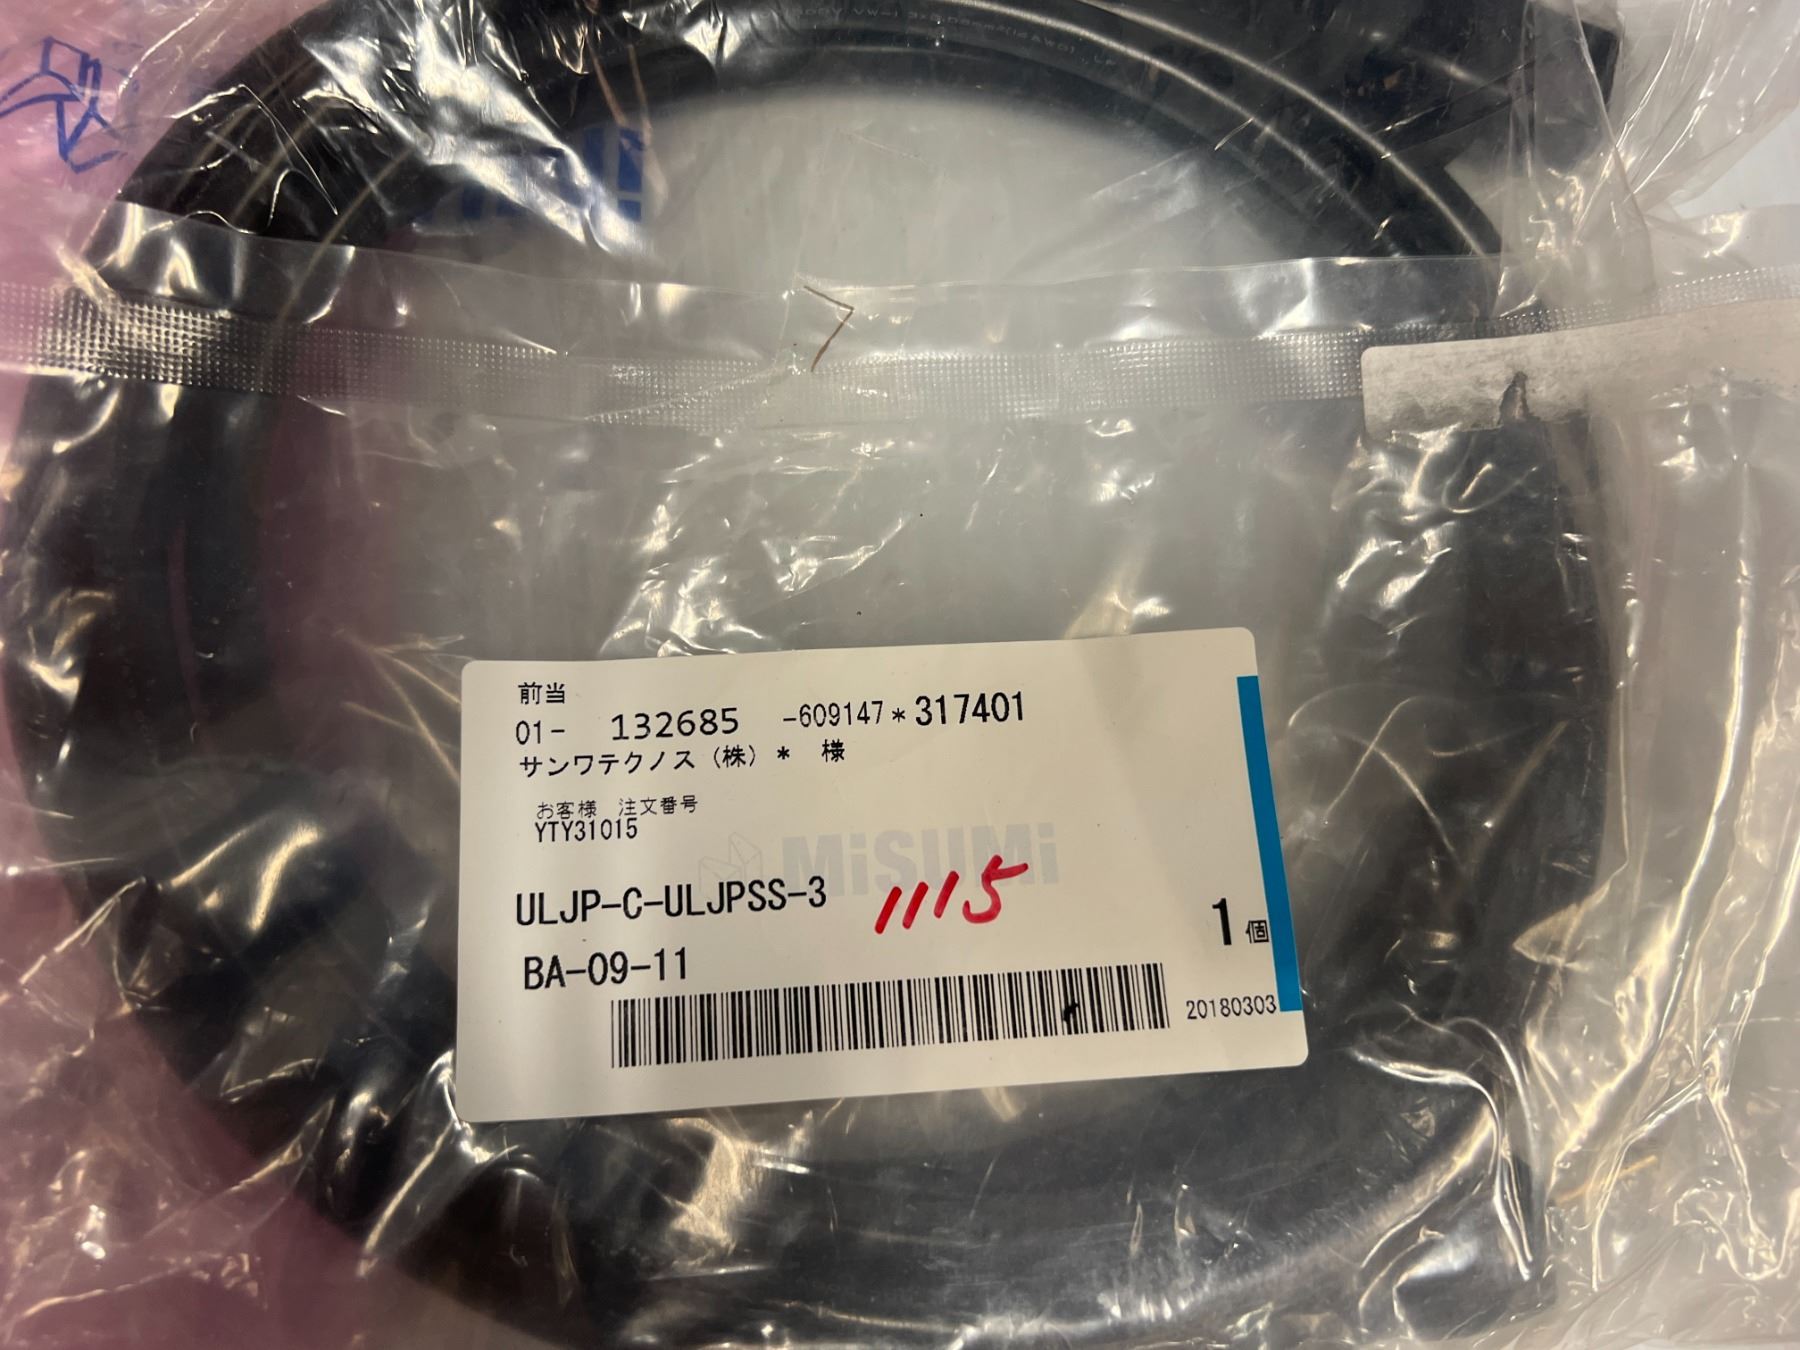 前当
01- 132685 -609147*317401
サンワテクノス（株）* 様
お客様 注文番号
YTY31015
MiSUMi
ULJP-C-ULJPSS-3
1115
1個
BA-09-11
20180303